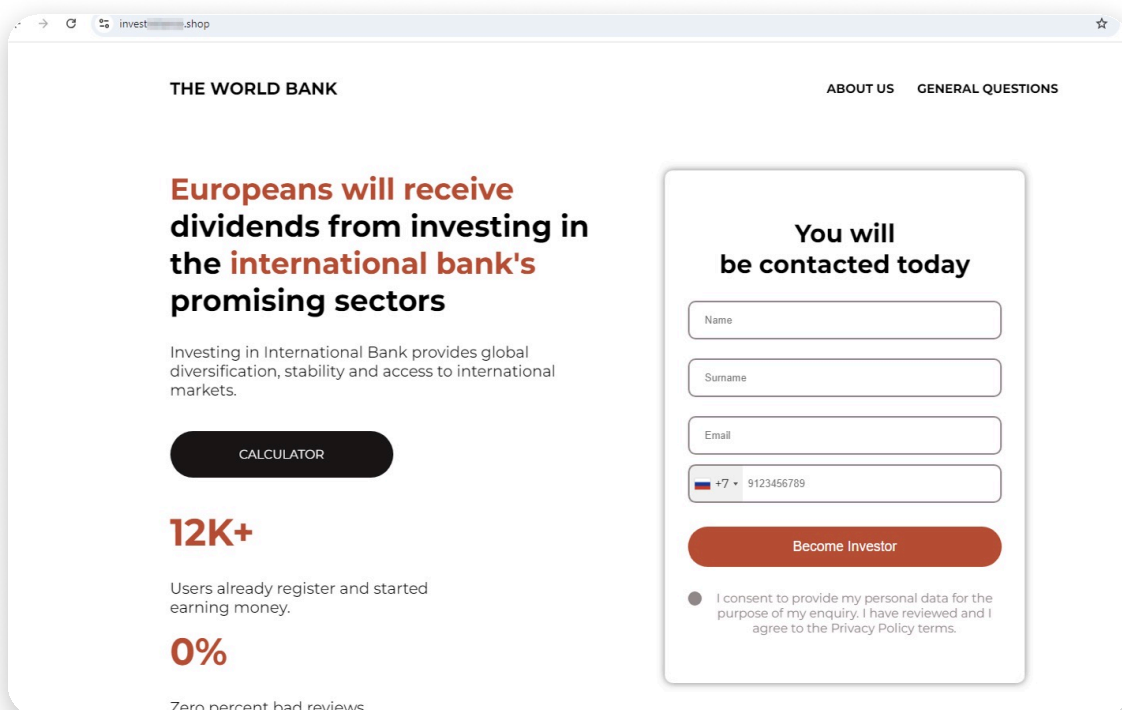 invest .shop
THE WORLD BANK
ABOUT US GENERAL QUESTIONS
Europeans will receive
dividends from investing in
the international bank's
promising sectors
Investing in International Bank provides global
diversification, stability and access to international
markets.
CALCULATOR
12K+
Users already register and started
earning money.
0%
Zero percent bad reviews
You will
be contacted today
Name
Surname
Email
+7 9123456789
Become Investor
I consent to provide my personal data for the
purpose of my enquiry. I have reviewed and I
agree to the Privacy Policy terms.